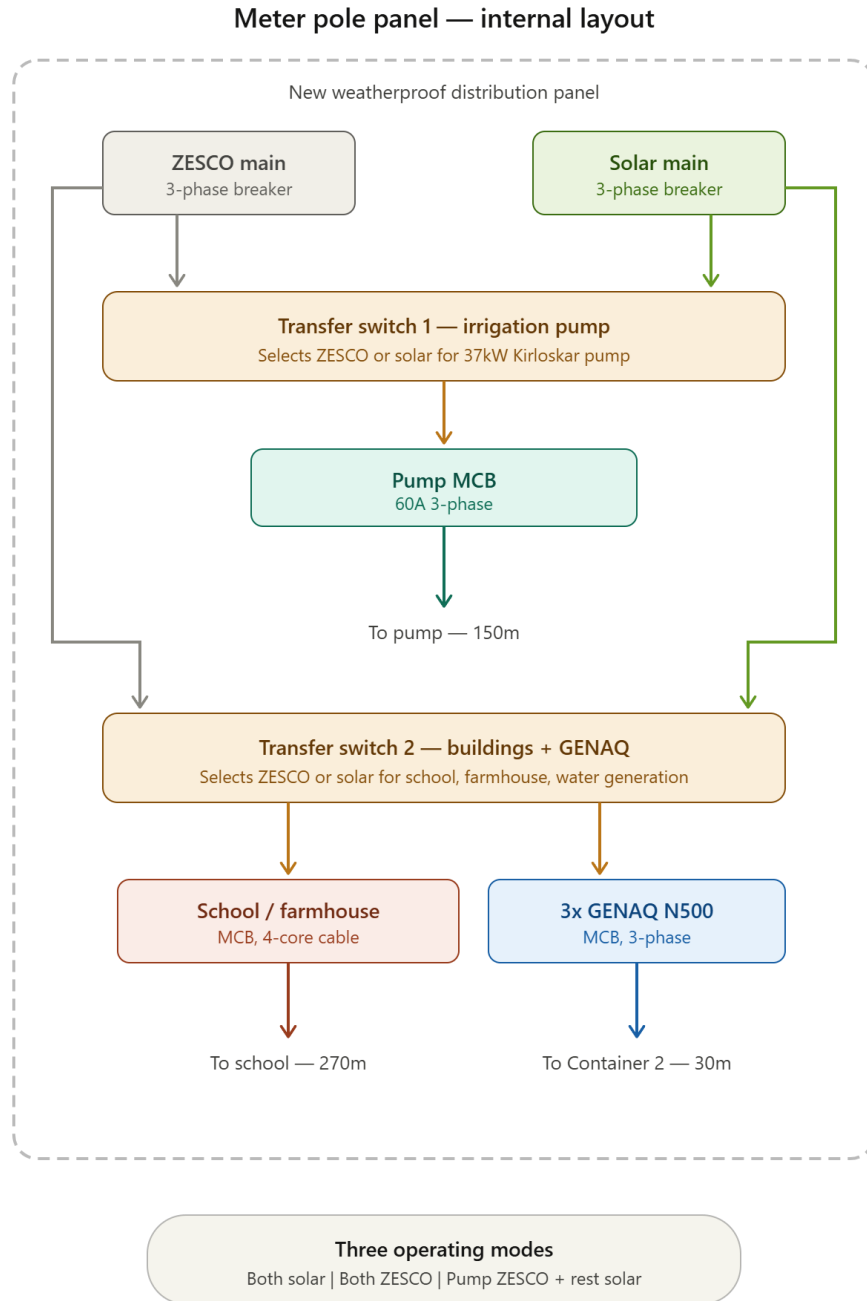 Meter pole panel — internal layout
New weatherproof distribution panel
ZESCO main
3-phase breaker
Solar main
3-phase breaker
Transfer switch 1 — irrigation pump
Selects ZESCO or solar for 37kW Kirloskar pump
Pump MCB
60A 3-phase
To pump — 150m
Transfer switch 2 — buildings + GENAQ
Selects ZESCO or solar for school, farmhouse, water generation
School / farmhouse
MCB, 4-core cable
3x GENAQ N500
MCB, 3-phase
To school — 270m
To Container 2 — 30m
Three operating modes
Both solar | Both ZESCO | Pump ZESCO + rest solar